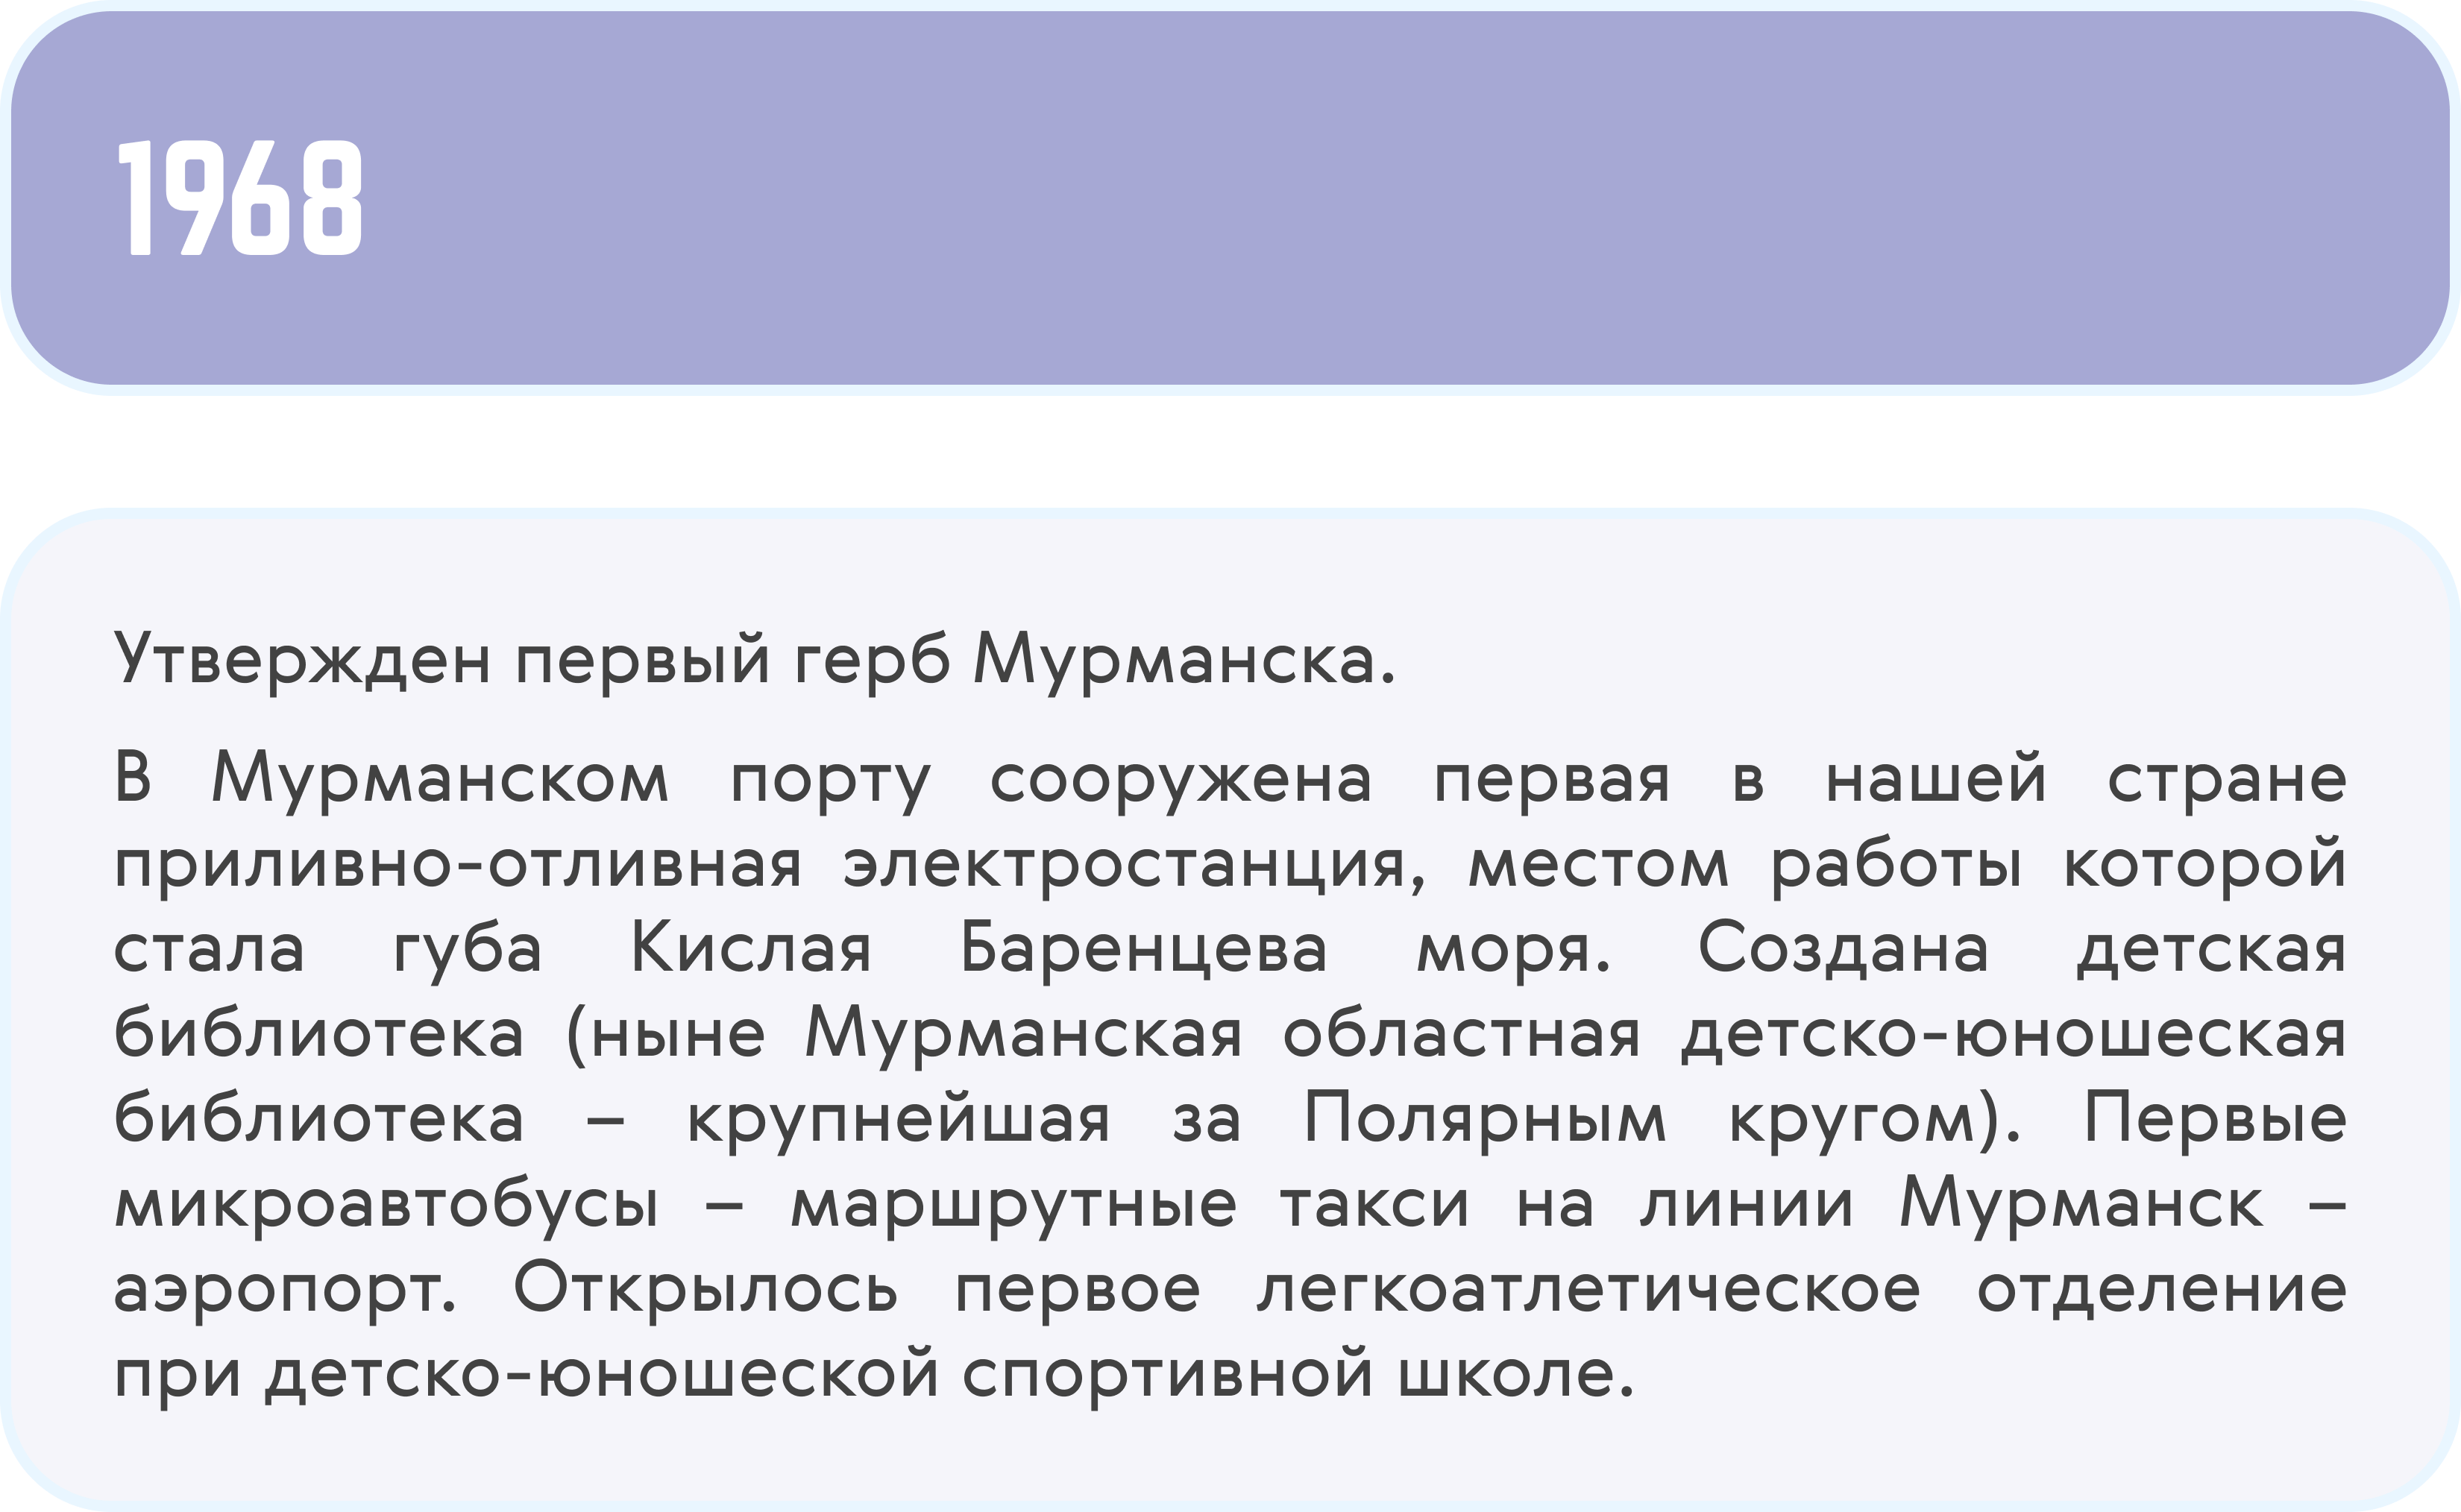 1968
Утвержден первый герб Мурманска.
В Мурманском порту сооружена первая в нашей стране
приливно-отливная электростанция, местом работы которой
стала губа Кислая Баренцева моря. Создана детская
библиотека (ныне Мурманская областная детско-юношеская
библиотека – крупнейшая за Полярным кругом). Первые
микроавтобусы – маршрутные такси на линии Мурманск –
аэропорт. Открылось первое легкоатлетическое отделение
при детско-юношеской спортивной школе.